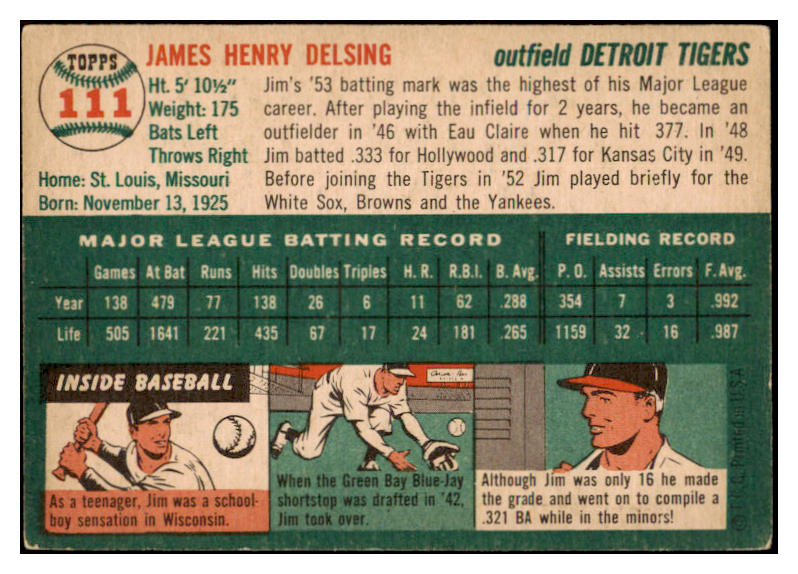 TOPPS
111
JAMES HENRY DELSING
outfield DETROIT TIGERS
Ht. 5' 10½"
Weight: 175
Bats Left
Throws Right
Home: St. Louis, Missouri
Born: November 13, 1925
Jim's '53 batting mark was the highest of his Major League
career. After playing the infield for 2 years, he became an
outfielder in '46 with Eau Claire when he hit 377. In '48
Jim batted .333 for Hollywood and .317 for Kansas City in '49.
Before joining the Tigers in '52 Jim played briefly for the
White Sox, Browns and the Yankees.
MAJOR LEAGUE BATTING RECORD
FIELDING RECORD
Games At Bat Runs Hits Doubles Triples H. R. R.B.I. B. Avg. P. O. Assists Errors F. Avg.
Year 138 479 77 138 26 6 11 62 .288 354 7 3 .992
Life 505 1641 221 435 67 17 24 181 .265 1159 32 16 .987
INSIDE BASEBALL
As a teenager, Jim was a school-
boy sensation in Wisconsin.
When the Green Bay Blue-Jay
shortstop was drafted in '42,
Jim took over.
Although Jim was only 16 he made
the grade and went on to compile a
.321 BA while in the minors!
© T.C.G. Printed in U.S.A.